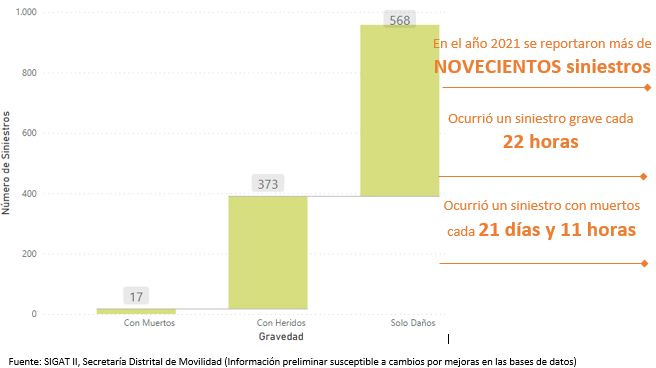 1.000
800
600
400
200
0
Número de Siniestros
17
373
568
Con Muertos
Con Heridos
Solo Daños
Gravedad
En el año 2021 se reportaron más de
NOVECIENTOS siniestros
Ocurrió un siniestro grave cada
22 horas
Ocurrió un siniestro con muertos
cada 21 días y 11 horas
Fuente: SIGAT II, Secretaría Distrital de Movilidad (Información preliminar susceptible a cambios por mejoras en las bases de datos)